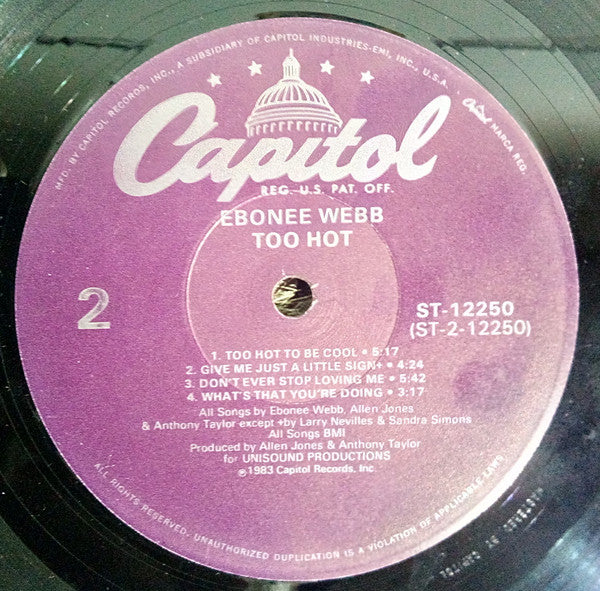 MFD. BY CAPITOL RECORDS, INC., A SUBSIDIARY OF CAPITOL INDUSTRIES-EMI, INC., U.S.A.
Capitol MARCA REG.
Capitol
REG. U.S. PAT. OFF.
EBONEE WEBB
TOO HOT
2
ST-12250
(ST-2-12250)
1. TOO HOT TO BE COOL • 5:17
2. GIVE ME JUST A LITTLE SIGN+ • 4:24
3. DON'T EVER STOP LOVING ME • 5:42
4. WHAT'S THAT YOU'RE DOING • 3:17
All Songs by Ebonee Webb, Allen Jones
& Anthony Taylor except +by Larry Nevilles & Sandra Simons
All Songs BMI
Produced by Allen Jones & Anthony Taylor
for UNISOUND PRODUCTIONS
℗1983 Capitol Records, Inc.
ALL RIGHTS RESERVED. UNAUTHORIZED DUPLICATION IS A VIOLATION OF APPLICABLE LAWS